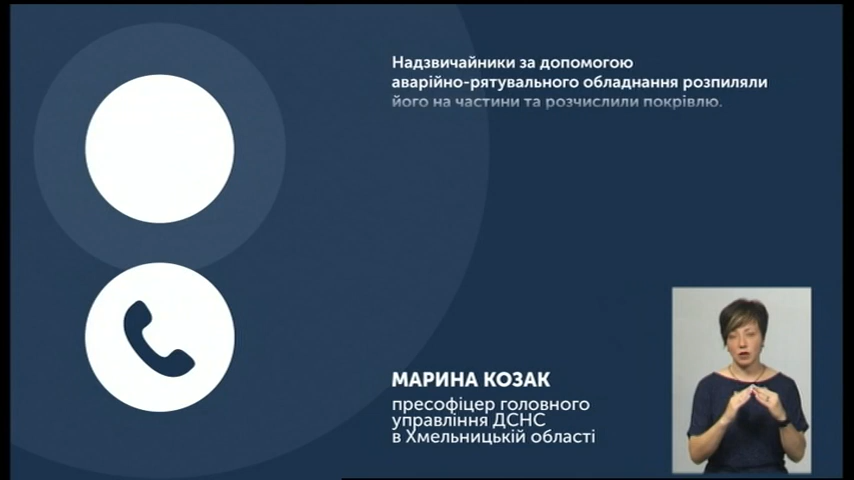 Надзвичайники за допомогою
аварійно-рятувального обладнання розпиляли
його на частини та розчислили покрівлю.
МАРИНА КОЗАК
пресофіцер головного
управління ДСНС
в Хмельницькій області